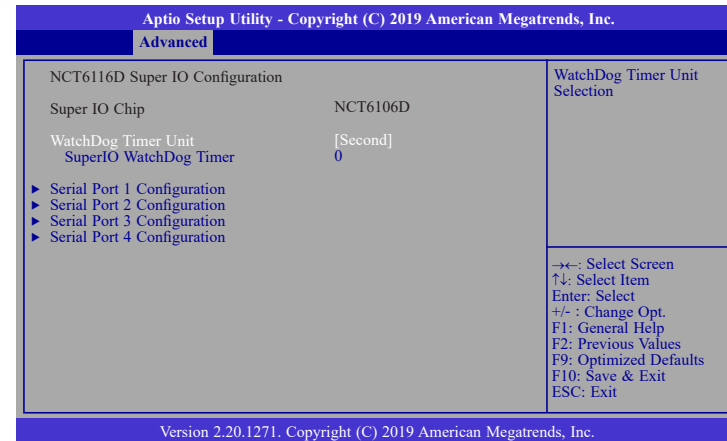 Aptio Setup Utility - Copyright (C) 2019 American Megatrends, Inc.
Advanced
NCT6116D Super IO Configuration
Super IO Chip NCT6106D
WatchDog Timer Unit [Second]
SuperIO WatchDog Timer 0
► Serial Port 1 Configuration
► Serial Port 2 Configuration
► Serial Port 3 Configuration
► Serial Port 4 Configuration
WatchDog Timer Unit
Selection
→←: Select Screen
↑↓: Select Item
Enter: Select
+/- : Change Opt.
F1: General Help
F2: Previous Values
F9: Optimized Defaults
F10: Save & Exit
ESC: Exit
Version 2.20.1271. Copyright (C) 2019 American Megatrends, Inc.